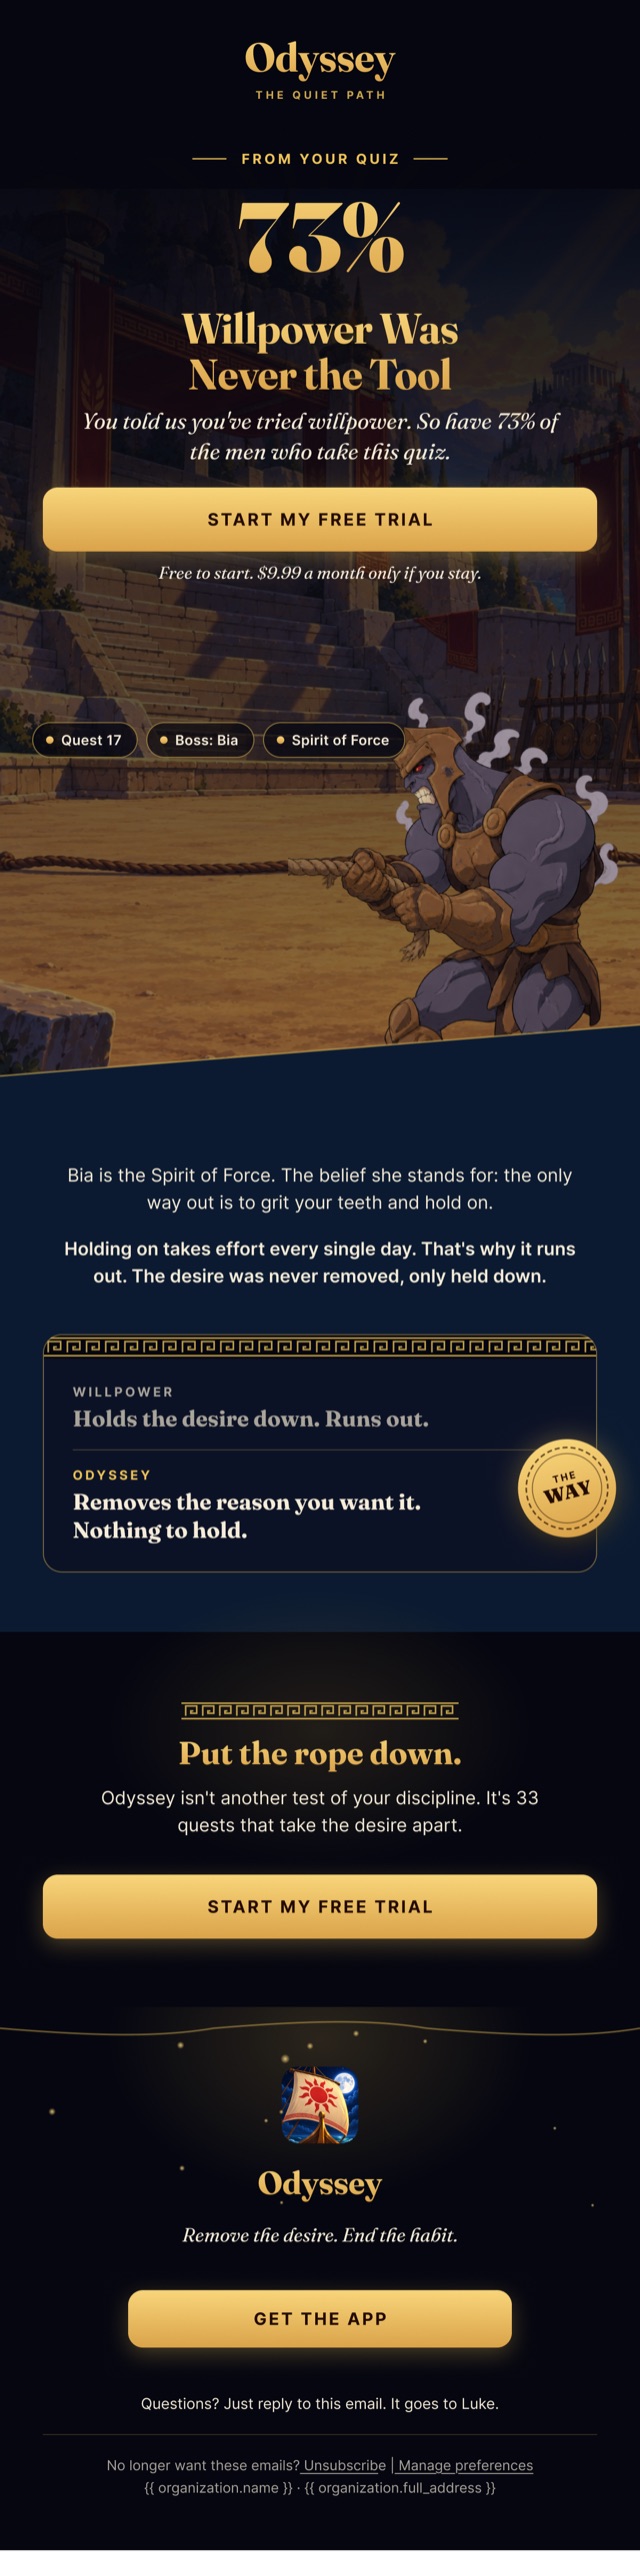 Odyssey
THE QUIET PATH
FROM YOUR QUIZ
73%
Willpower Was
Never the Tool
You told us you've tried willpower. So have 73% of
the men who take this quiz.
START MY FREE TRIAL
Free to start. $9.99 a month only if you stay.
Quest 17
Boss: Bia
Spirit of Force
Bia is the Spirit of Force. The belief she stands for: the only
way out is to grit your teeth and hold on.
Holding on takes effort every single day. That's why it runs
out. The desire was never removed, only held down.
WILLPOWER
Holds the desire down. Runs out.
ODYSSEY
Removes the reason you want it.
Nothing to hold.
THE
WAY
Put the rope down.
Odyssey isn't another test of your discipline. It's 33
quests that take the desire apart.
START MY FREE TRIAL
Odyssey
Remove the desire. End the habit.
GET THE APP
Questions? Just reply to this email. It goes to Luke.
No longer want these emails? Unsubscribe | Manage preferences
{{ organization.name }} · {{ organization.full_address }}